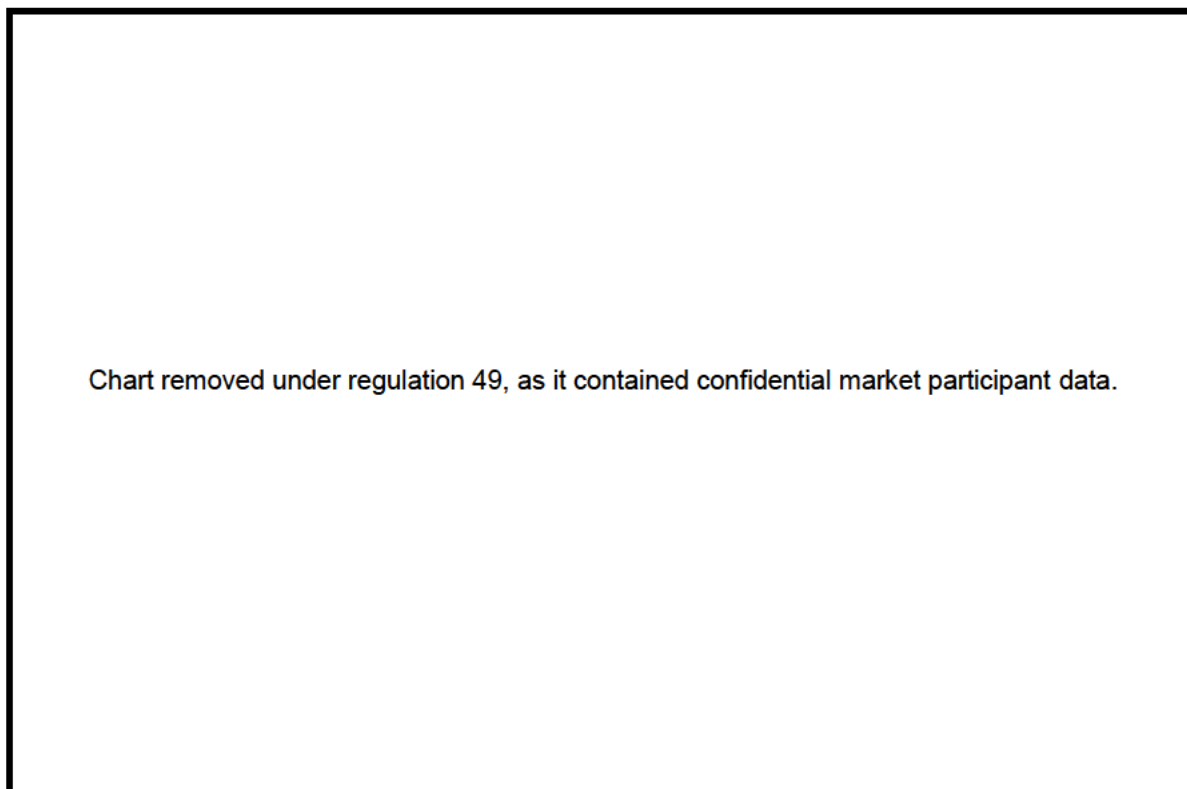 Chart removed under regulation 49, as it contained confidential market participant data.